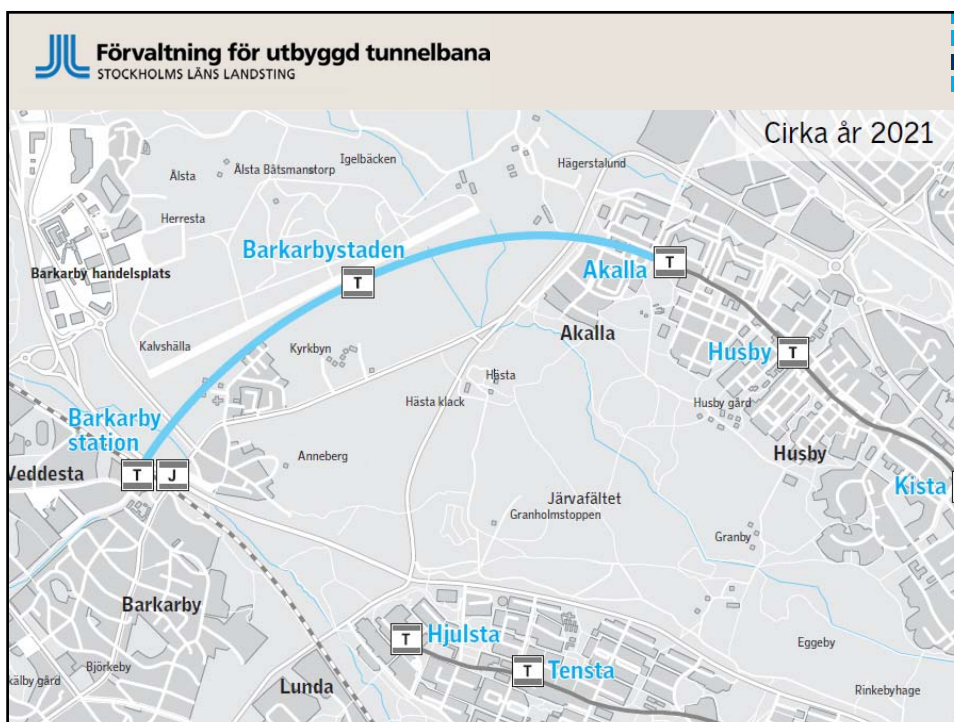 Förvaltning för utbyggd tunnelbana
STOCKHOLMS LÄNS LANDSTING
Cirka år 2021
Igelbäcken
Hägerstalund
Ålsta
Ålsta Båtsmanstorp
Herresta
Barkarbystaden
Barkarby handelsplats
T
Akalla
T
Akalla
Kalvshälla
Kyrkbyn
Husby
T
Hästa
Hästa klack
Husby gård
Barkarby
station
Husby
Anneberg
Veddesta
T
J
Kista
Järvafältet
Granholmstoppen
Granby
Barkarby
T
Hjulsta
Eggeby
Björkeby
T
Tensta
kälby gård
Lunda
Rinkebyhage